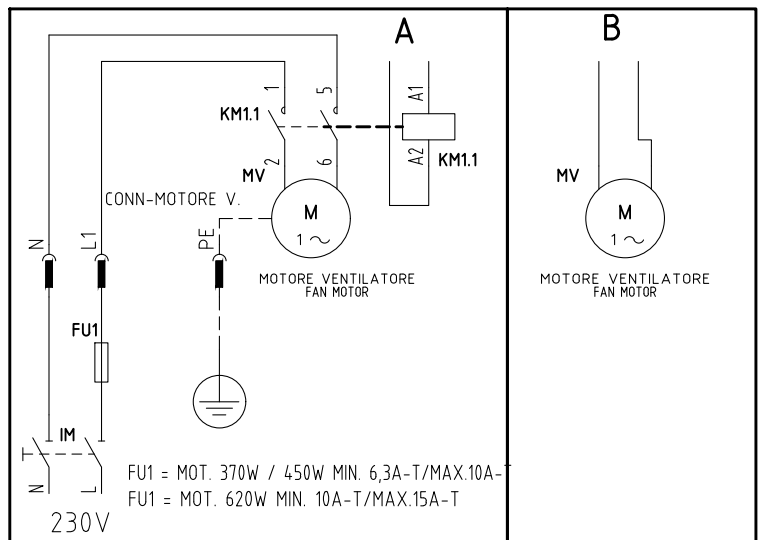 A
B
1
5
KM1.1
A1
A2
KM1.1
2
6
MV
CONN-MOTORE V.
M
1 ~
MV
M
1 ~
N
L1
PE
MOTORE VENTILATORE
FAN MOTOR
MOTORE VENTILATORE
FAN MOTOR
FU1
IM
N
L
230V
FU1 = MOT. 370W / 450W MIN. 6,3A-T/MAX.10A-T
FU1 = MOT. 620W MIN. 10A-T/MAX.15A-T